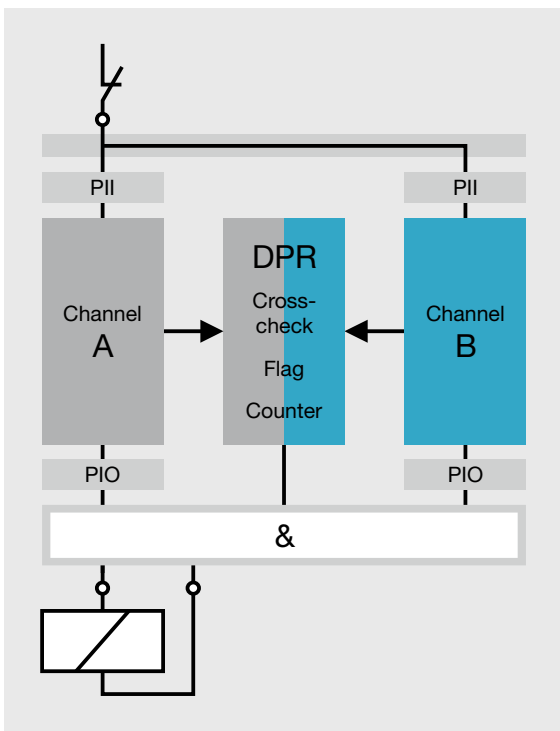 PII
PII
Channel
A
DPR
Cross-
check
Flag
Counter
Channel
B
PIO
PIO
&